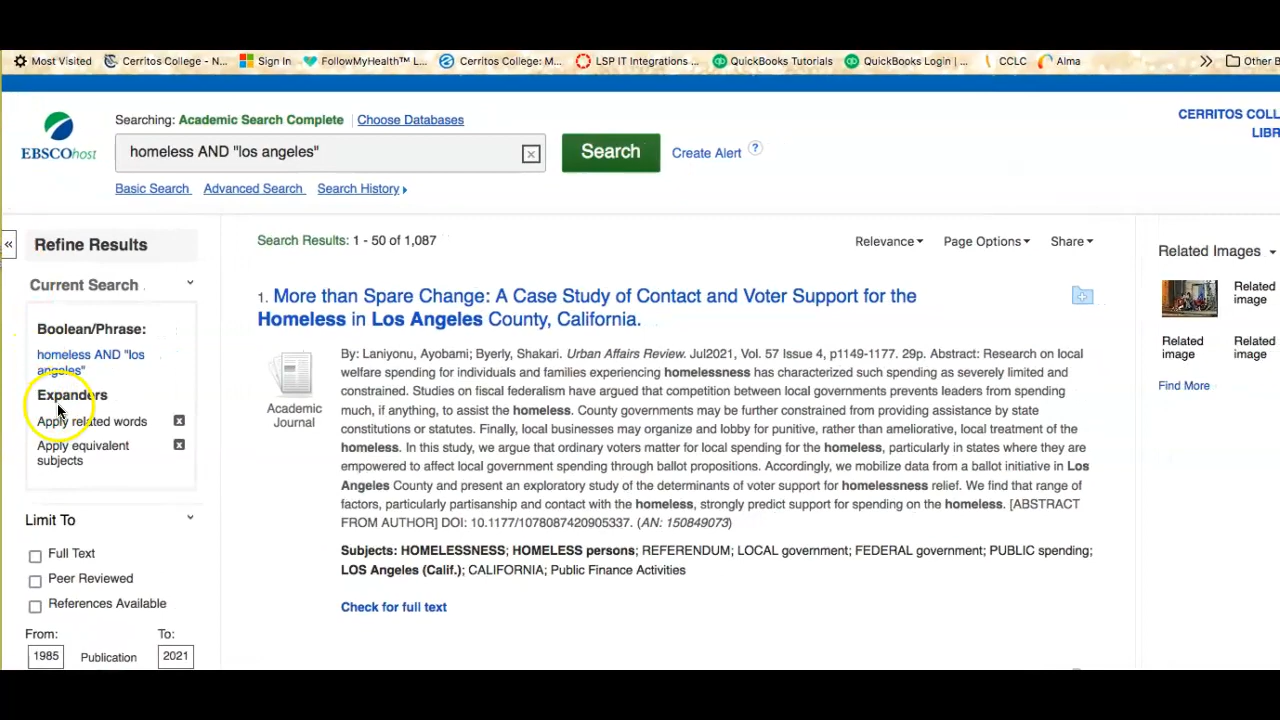 Most Visited Cerritos College - N... Sign In FollowMyHealth™ L... Cerritos College: M... LSP IT Integrations ... QuickBooks Tutorials QuickBooks Login | ... CCLC Alma Other B
Searching: Academic Search Complete | Choose Databases
EBSCOhost
homeless AND "los angeles"
Search
Create Alert ?
CERRITOS COLL
LIBR
Basic Search Advanced Search Search History
Refine Results
Current Search
Boolean/Phrase:
homeless AND "los
angeles"
Expanders
Apply related words
Apply equivalent
subjects
Limit To
Full Text
Peer Reviewed
References Available
From: To:
1985 Publication 2021
Search Results: 1 - 50 of 1,087
Relevance Page Options Share
1. More than Spare Change: A Case Study of Contact and Voter Support for the
Homeless in Los Angeles County, California.
Academic
Journal
By: Laniyonu, Ayobami; Byerly, Shakari. Urban Affairs Review. Jul2021, Vol. 57 Issue 4, p1149-1177. 29p. Abstract: Research on local
welfare spending for individuals and families experiencing homelessness has characterized such spending as severely limited and
constrained. Studies on fiscal federalism have argued that competition between local governments prevents leaders from spending
much, if anything, to assist the homeless. County governments may be further constrained from providing assistance by state
constitutions or statutes. Finally, local businesses may organize and lobby for punitive, rather than ameliorative, local treatment of the
homeless. In this study, we argue that ordinary voters matter for local spending for the homeless, particularly in states where they are
empowered to affect local government spending through ballot propositions. Accordingly, we mobilize data from a ballot initiative in Los
Angeles County and present an exploratory study of the determinants of voter support for homelessness relief. We find that range of
factors, particularly partisanship and contact with the homeless, strongly predict support for spending on the homeless. [ABSTRACT
FROM AUTHOR] DOI: 10.1177/1078087420905337. (AN: 150849073)
Subjects: HOMELESSNESS; HOMELESS persons; REFERENDUM; LOCAL government; FEDERAL government; PUBLIC spending;
LOS Angeles (Calif.); CALIFORNIA; Public Finance Activities
Check for full text
Related Images
Related
image
Related
image
Related
image
Find More